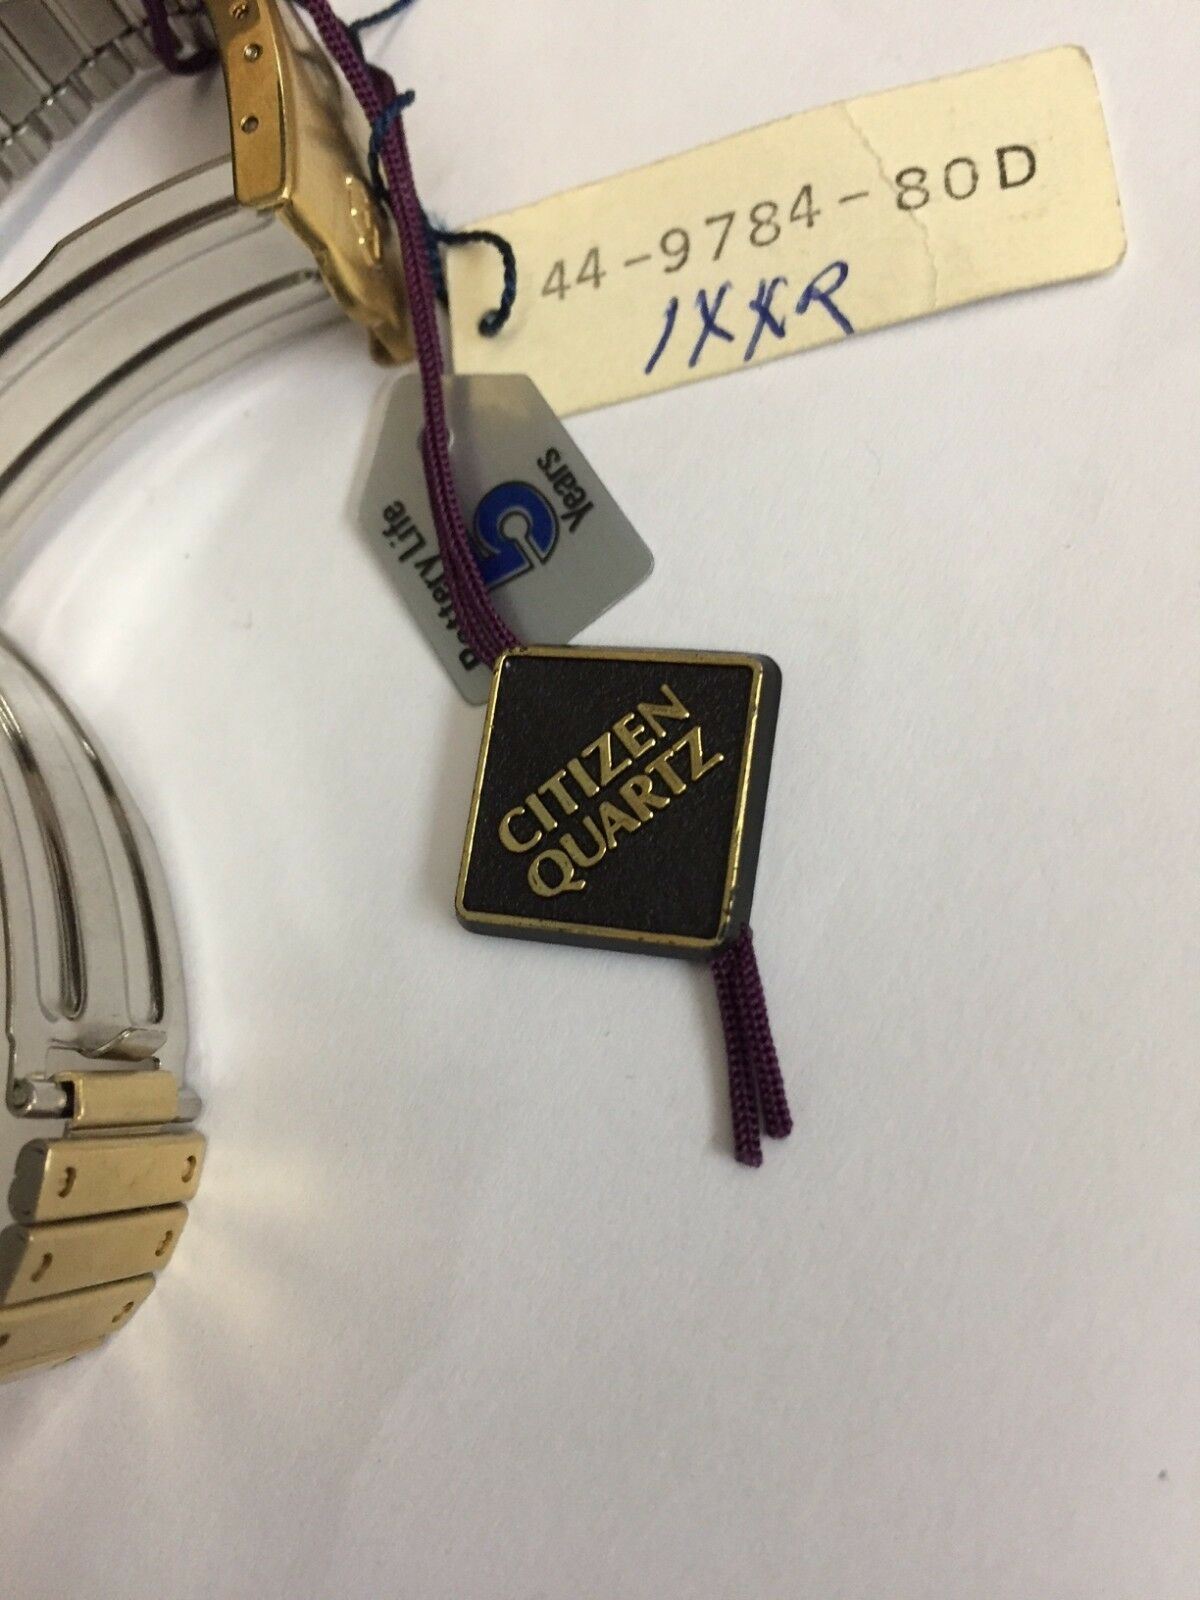 44-9784-80D
1XXR
Battery Life
5
Years
CITIZEN
QUARTZ